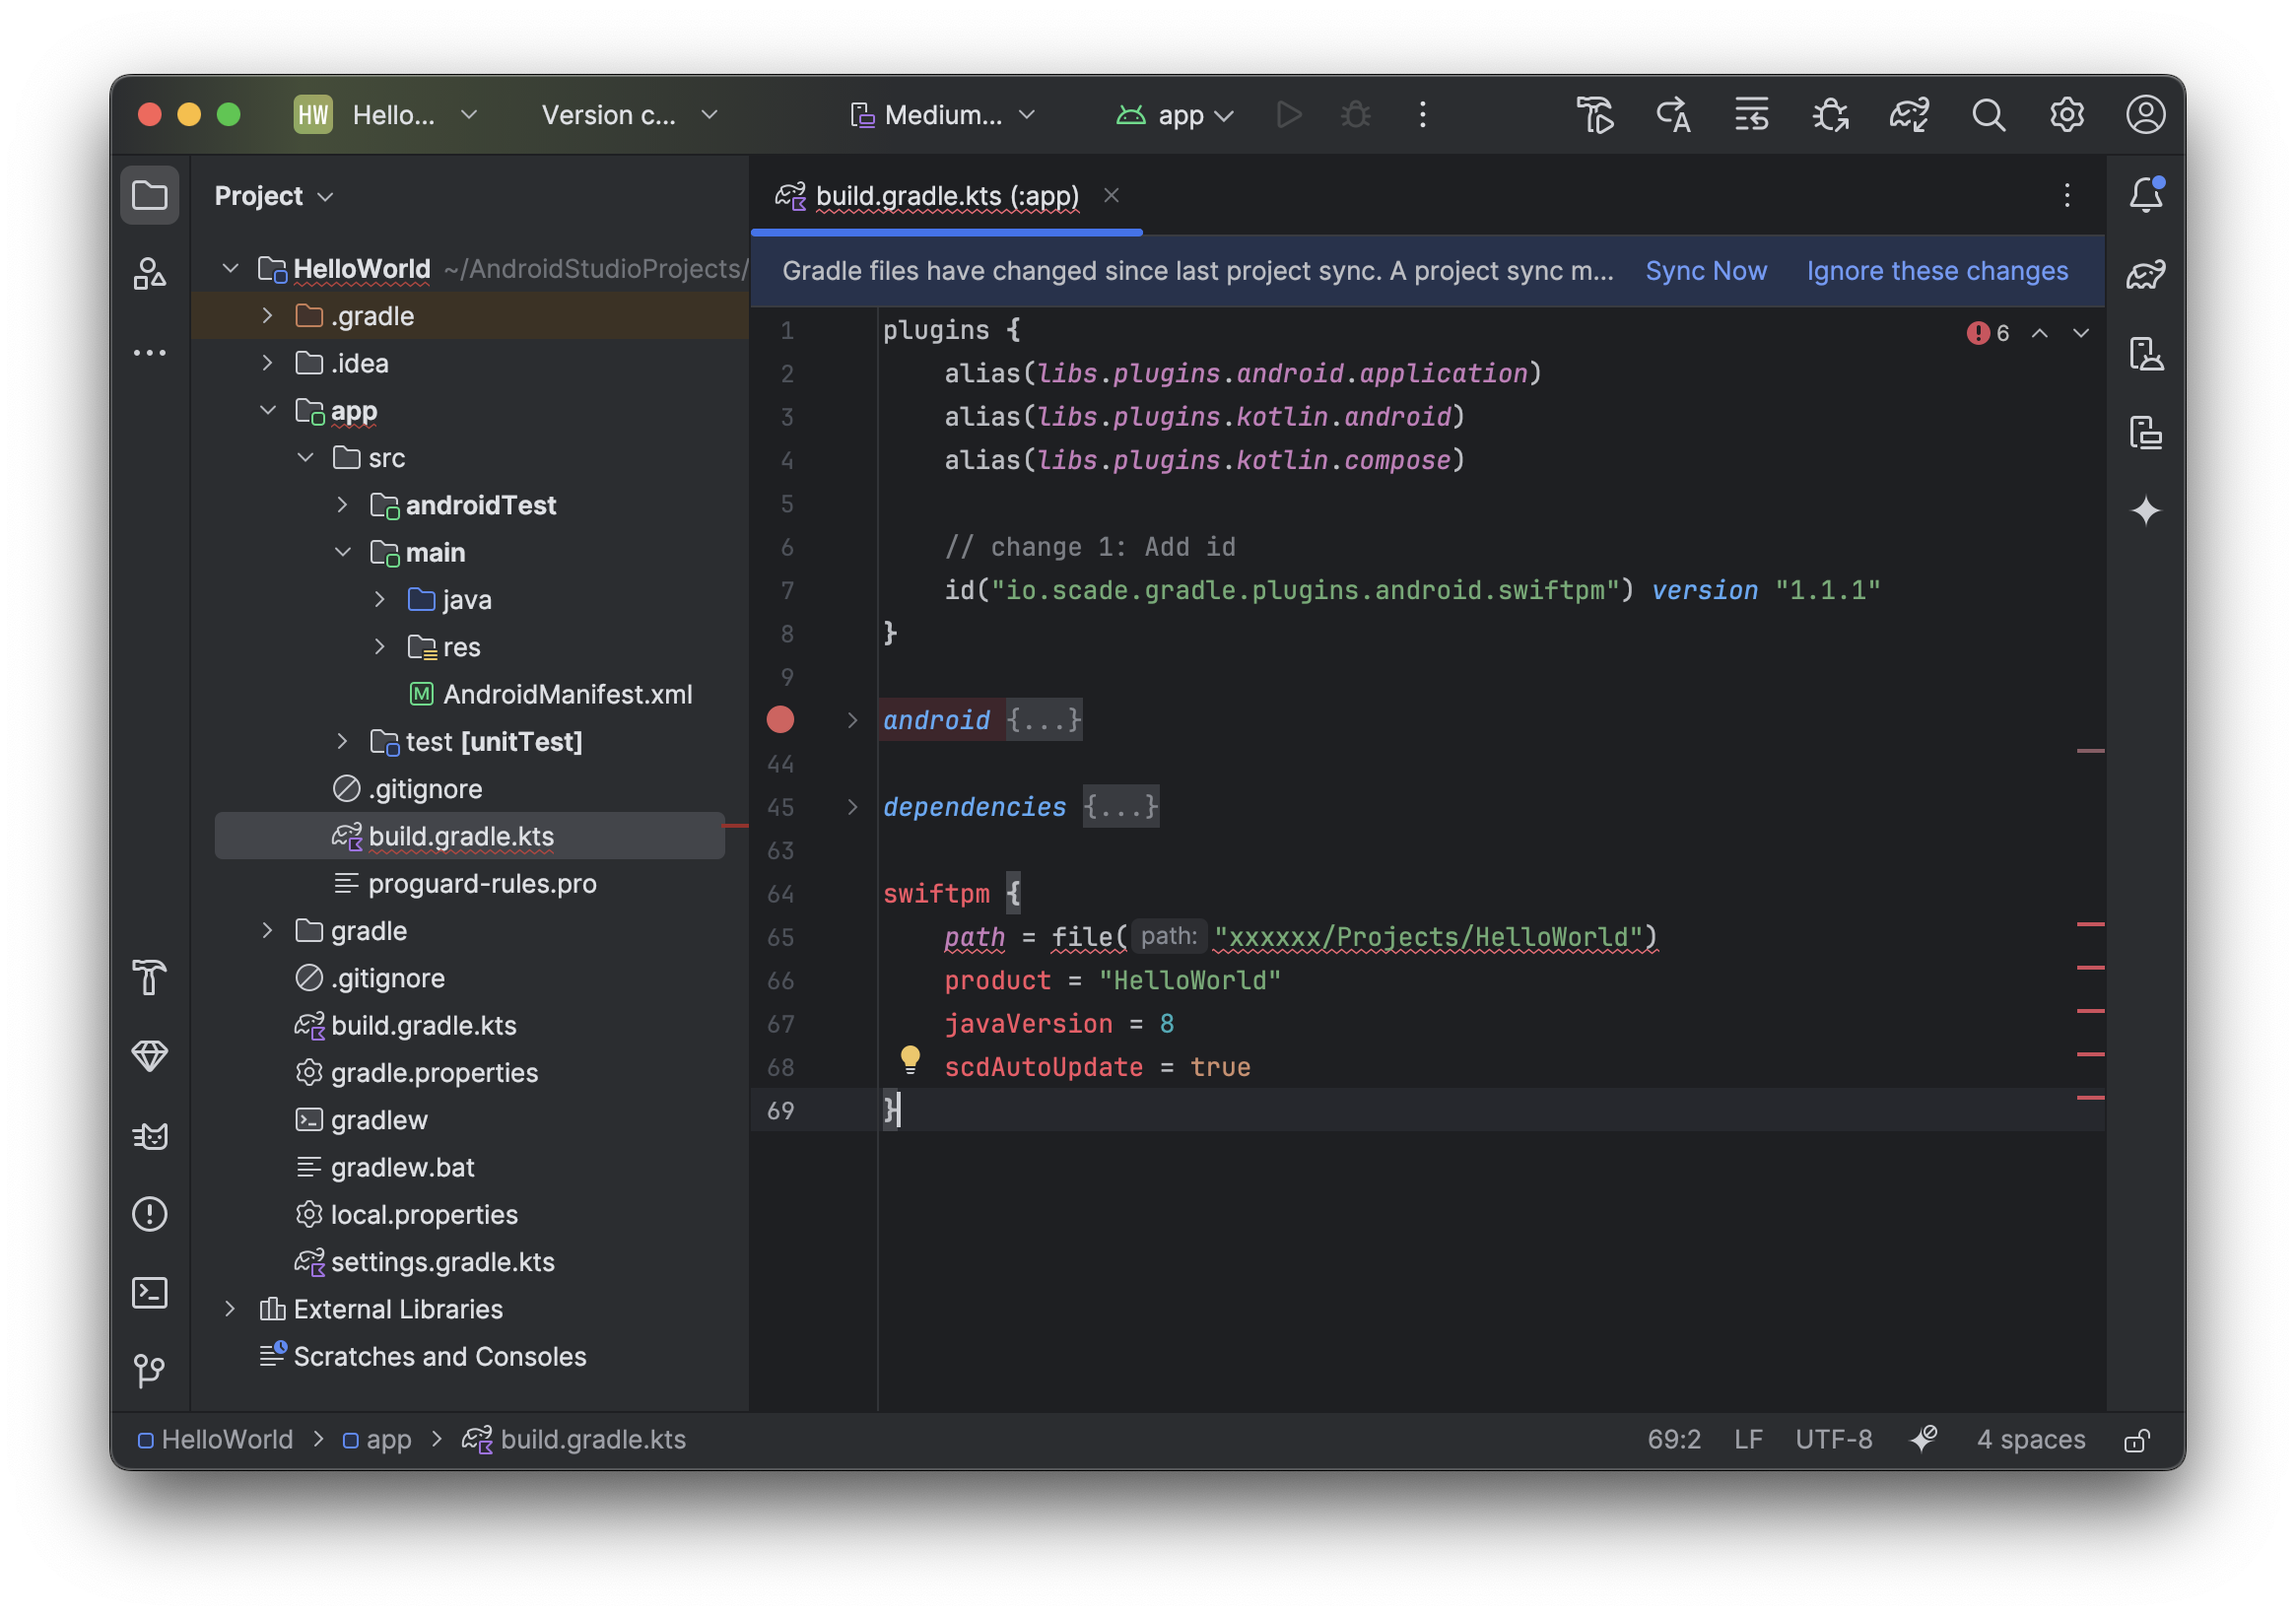 HW Hello... Version c... Medium... app
Project
HelloWorld ~/AndroidStudioProjects/
.gradle
.idea
app
src
androidTest
main
java
res
M AndroidManifest.xml
test [unitTest]
.gitignore
build.gradle.kts
proguard-rules.pro
gradle
.gitignore
build.gradle.kts
gradle.properties
gradlew
gradlew.bat
local.properties
settings.gradle.kts
External Libraries
Scratches and Consoles
build.gradle.kts (:app)
Gradle files have changed since last project sync. A project sync m... Sync Now Ignore these changes
6
1 plugins {
2 alias(libs.plugins.android.application)
3 alias(libs.plugins.kotlin.android)
4 alias(libs.plugins.kotlin.compose)
5
6 // change 1: Add id
7 id("io.scade.gradle.plugins.android.swiftpm") version "1.1.1"
8 }
9
android {...}
44
45 dependencies {...}
63
64 swiftpm {
65 path = file( path: "xxxxxx/Projects/HelloWorld")
66 product = "HelloWorld"
67 javaVersion = 8
68 scdAutoUpdate = true
69 }
HelloWorld > app > build.gradle.kts 69:2 LF UTF-8 4 spaces